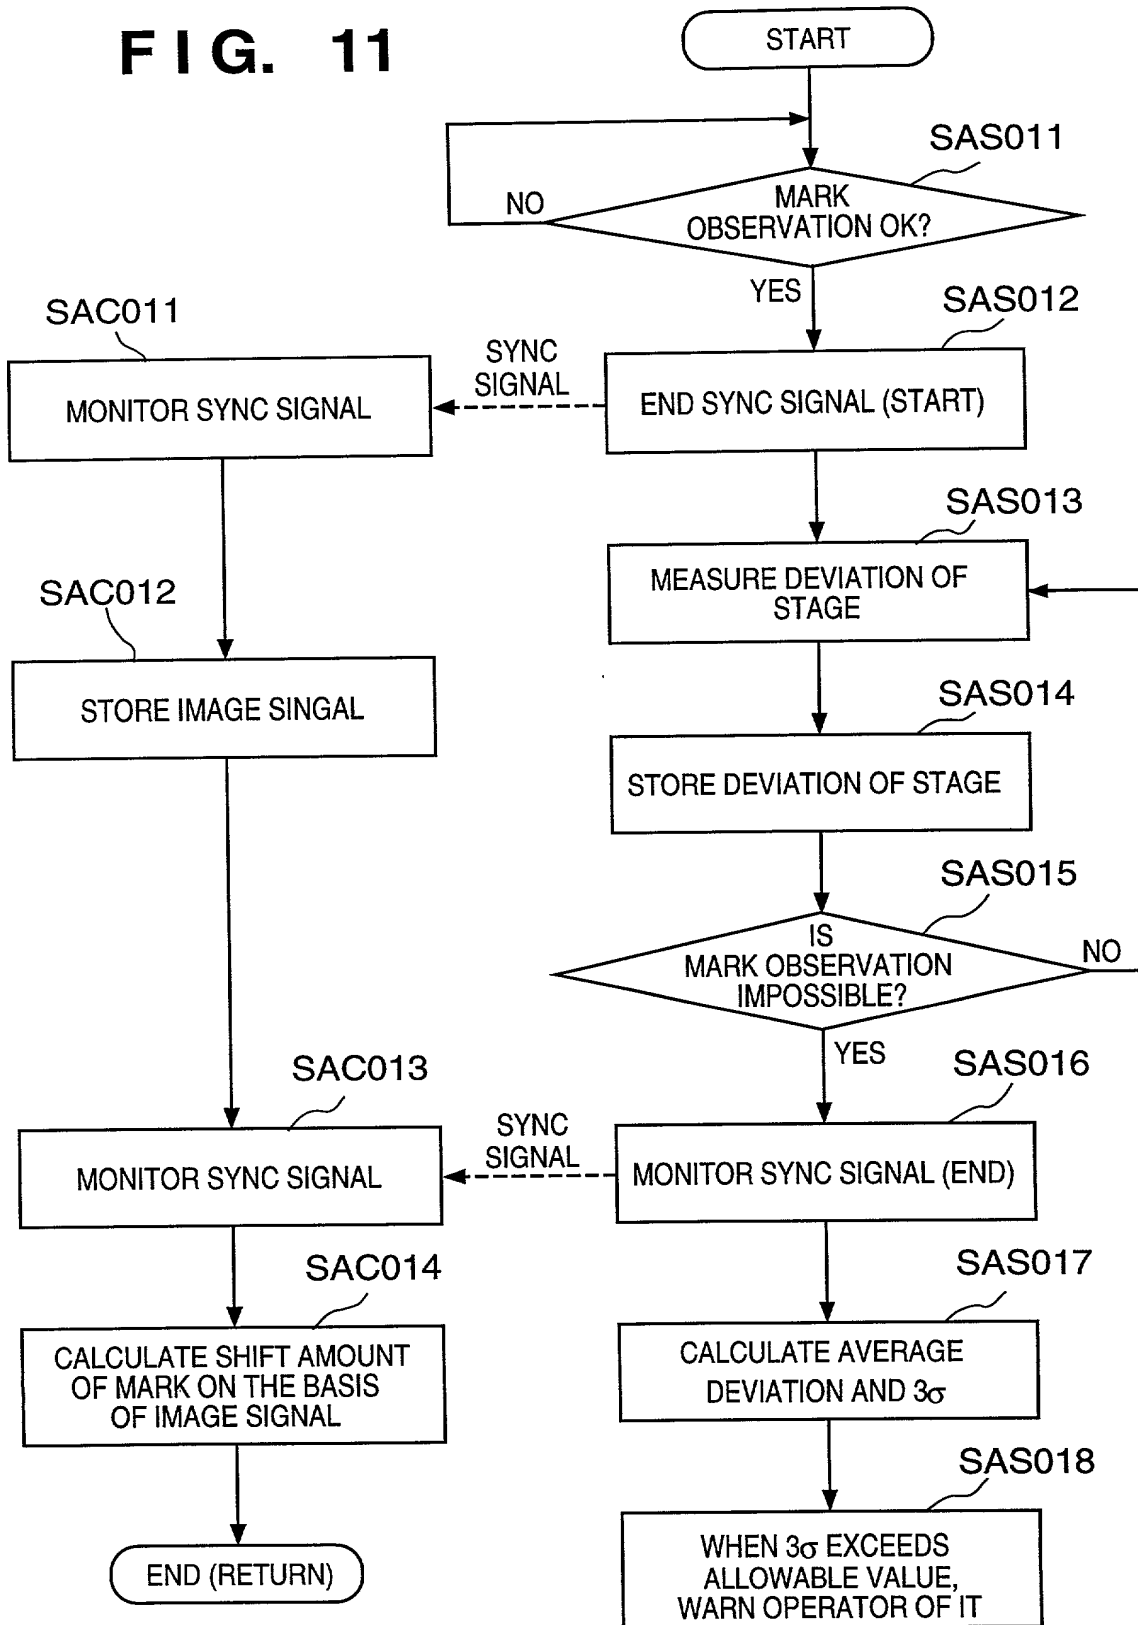 FIG. 11
START
SAS011
MARK
OBSERVATION OK?
NO
YES
SAS012
END SYNC SIGNAL (START)
SYNC
SIGNAL
SAC011
MONITOR SYNC SIGNAL
SAS013
MEASURE DEVIATION OF
STAGE
SAC012
STORE IMAGE SINGAL
SAS014
STORE DEVIATION OF STAGE
SAS015
IS
MARK OBSERVATION
IMPOSSIBLE?
NO
YES
SAS016
MONITOR SYNC SIGNAL (END)
SYNC
SIGNAL
SAC013
MONITOR SYNC SIGNAL
SAS017
CALCULATE AVERAGE
DEVIATION AND 3σ
SAC014
CALCULATE SHIFT AMOUNT
OF MARK ON THE BASIS
OF IMAGE SIGNAL
SAS018
WHEN 3σ EXCEEDS
ALLOWABLE VALUE,
WARN OPERATOR OF IT
END (RETURN)